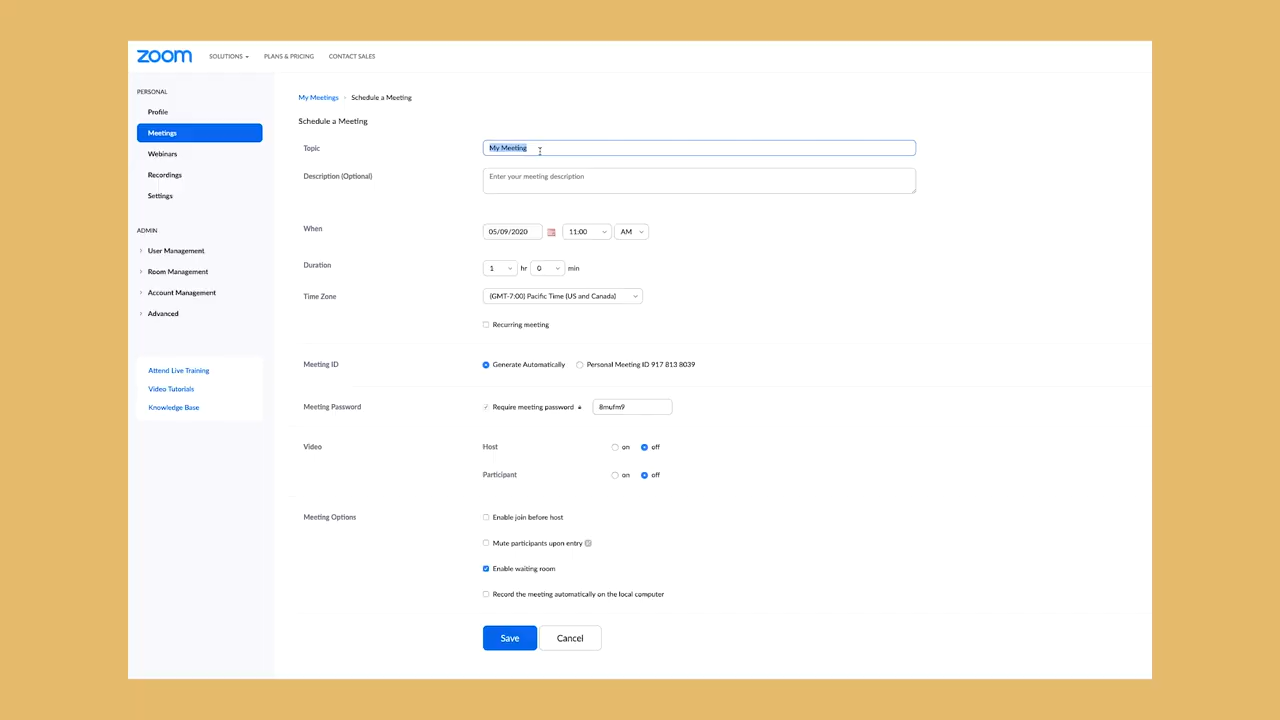 zoom SOLUTIONS PLANS & PRICING CONTACT SALES
PERSONAL
Profile
Meetings
Webinars
Recordings
Settings
ADMIN
User Management
Room Management
Account Management
Advanced
Attend Live Training
Video Tutorials
Knowledge Base
My Meetings > Schedule a Meeting
Schedule a Meeting
Topic My Meeting
Description (Optional) Enter your meeting description
When 05/09/2020 11:00 AM
Duration 1 hr 0 min
Time Zone (GMT-7:00) Pacific Time (US and Canada)
Recurring meeting
Meeting ID Generate Automatically Personal Meeting ID 917 813 8039
Meeting Password Require meeting password 8mufm9
Video Host on off
Participant on off
Meeting Options Enable join before host
Mute participants upon entry
Enable waiting room
Record the meeting automatically on the local computer
Save Cancel